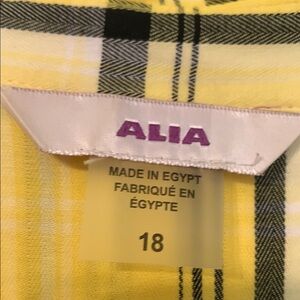 ALIA
MADE IN EGYPT
FABRIQUÉ EN
ÉGYPTE
18